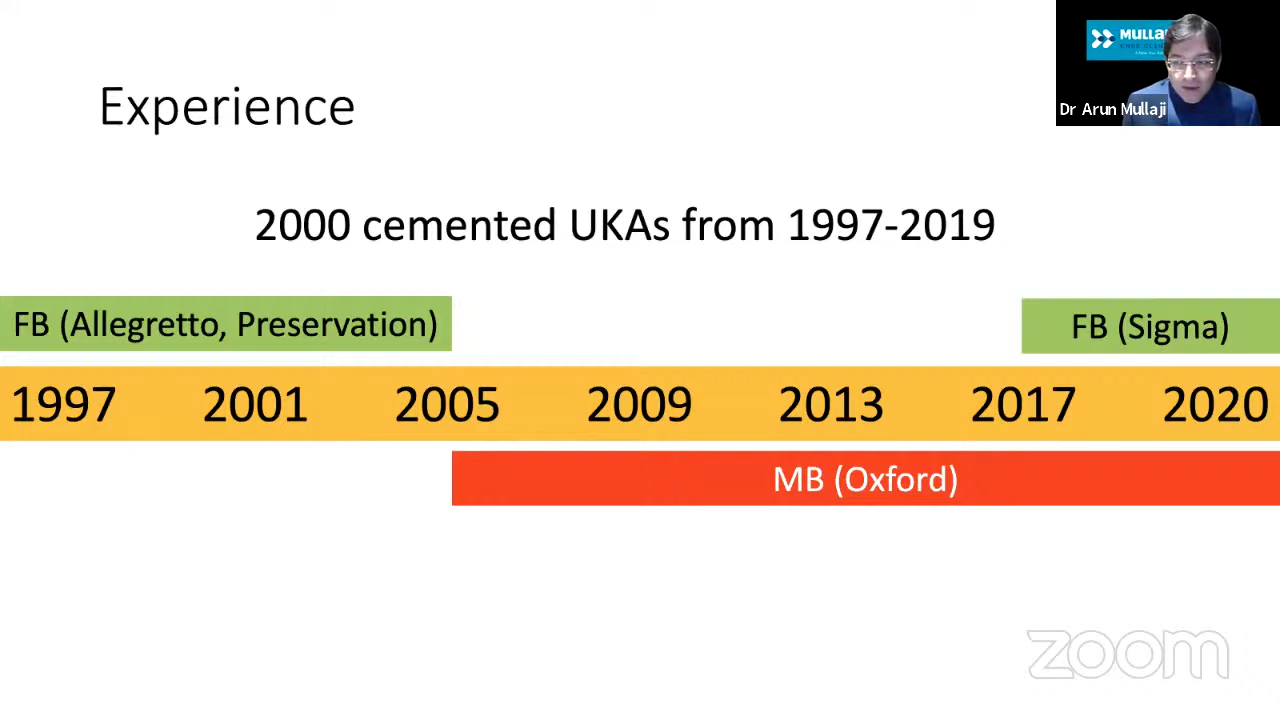 MULLA
Dr Arun Mullaji
Experience
2000 cemented UKAs from 1997-2019
FB (Allegretto, Preservation)
FB (Sigma)
1997 2001 2005 2009 2013 2017 2020
MB (Oxford)
zoom